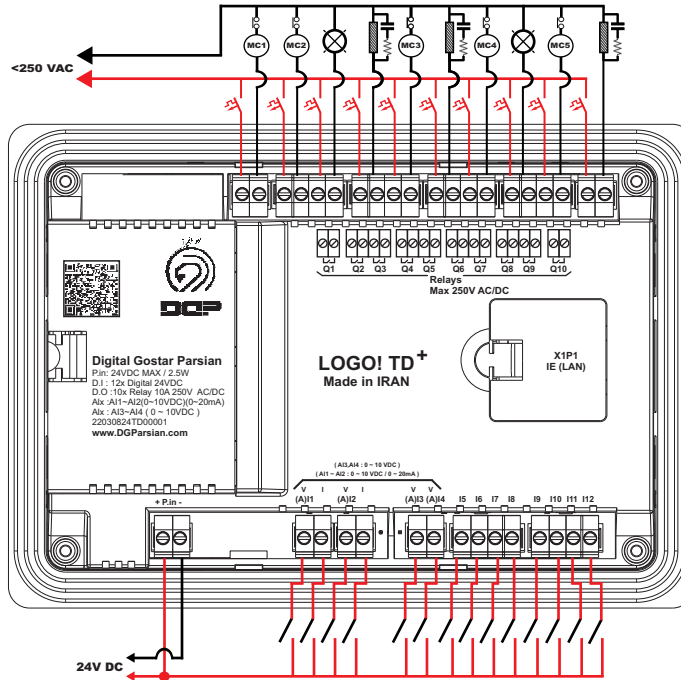 MC1
MC2
MC3
MC4
MC5
<250 VAC
Q1 Q2 Q3 Q4 Q5 Q6 Q7 Q8 Q9 Q10
Relays
Max 250V AC/DC
DGP
Digital Gostar Parsian
P.in: 24VDC MAX / 2.5W
D.I : 12x Digital 24VDC
D.O :10x Relay 10A 250V AC/DC
AIx :AI1~AI2(0~10VDC)(0~20mA)
AIx : AI3~AI4 ( 0 ~ 10VDC )
22030824TD00001
www.DGParsian.com
LOGO! TD+
Made in IRAN
X1P1
IE (LAN)
( AI3,AI4 : 0 ~ 10 VDC )
( AI1 ~ AI2 : 0 ~ 10 VDC / 0 ~ 20mA )
V I V I V V
+ P.in -
(A)I1 (A)I2 (A)I3 (A)I4 I5 I6 I7 I8 I9 I10 I11 I12
24V DC